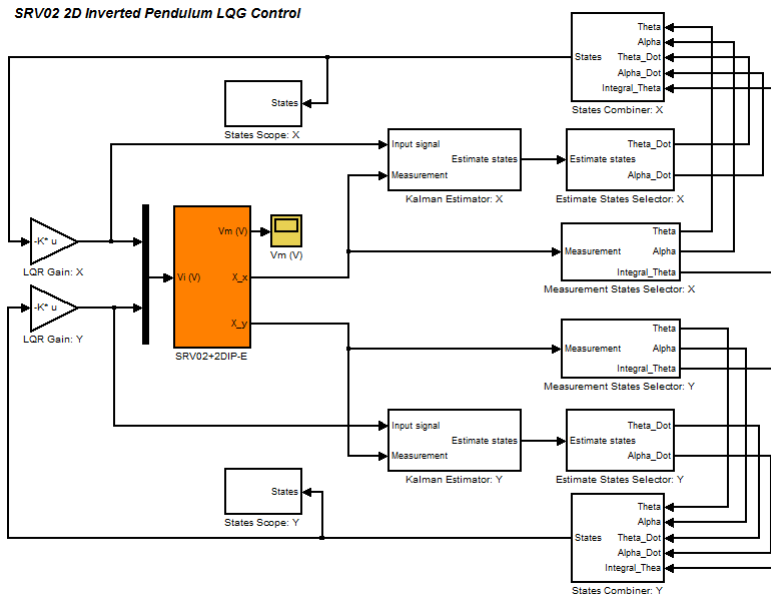 SRV02 2D Inverted Pendulum LQG Control
Theta
Alpha
States
Theta_Dot
Alpha_Dot
Integral_Theta
States Combiner: X
States
States Scope: X
Input signal
Estimate states
Measurement
Kalman Estimator: X
Theta_Dot
Estimate states
Alpha_Dot
Estimate States Selector: X
-K* u
LQR Gain: X
Vi (V)
Vm (V)
X_x
X_y
SRV02+2DIP-E
Vm (V)
Theta
Measurement
Alpha
Integral_Theta
Measurement States Selector: X
-K* u
LQR Gain: Y
Theta
Measurement
Alpha
Integral_Theta
Measurement States Selector: Y
Input signal
Estimate states
Measurement
Kalman Estimator: Y
Theta_Dot
Estimate states
Alpha_Dot
Estimate States Selector: Y
States
States Scope: Y
Theta
Alpha
States
Theta_Dot
Alpha_Dot
Integral_Thea
States Combiner: Y